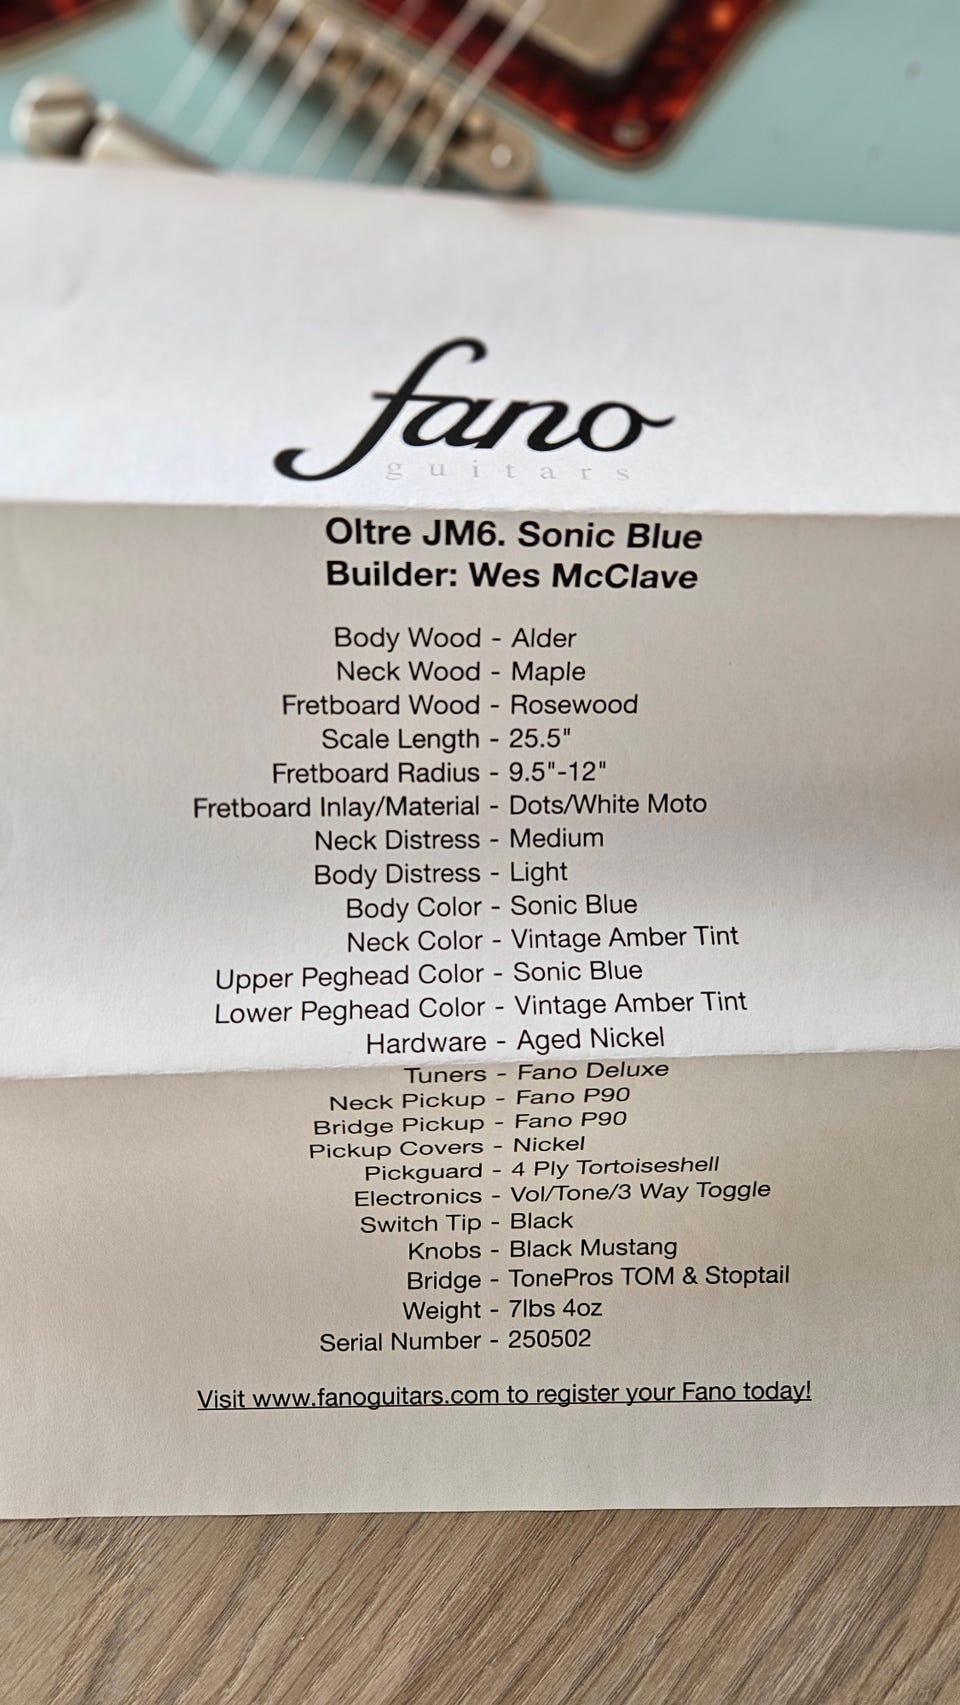 fano
guitars
Oltre JM6. Sonic Blue
Builder: Wes McClave
Body Wood - Alder
Neck Wood - Maple
Fretboard Wood - Rosewood
Scale Length - 25.5"
Fretboard Radius - 9.5"-12"
Fretboard Inlay/Material - Dots/White Moto
Neck Distress - Medium
Body Distress - Light
Body Color - Sonic Blue
Neck Color - Vintage Amber Tint
Upper Peghead Color - Sonic Blue
Lower Peghead Color - Vintage Amber Tint
Hardware - Aged Nickel
Tuners - Fano Deluxe
Neck Pickup - Fano P90
Bridge Pickup - Fano P90
Pickup Covers - Nickel
Pickguard - 4 Ply Tortoiseshell
Electronics - Vol/Tone/3 Way Toggle
Switch Tip - Black
Knobs - Black Mustang
Bridge - TonePros TOM & Stoptail
Weight - 7lbs 4oz
Serial Number - 250502
Visit www.fanoguitars.com to register your Fano today!